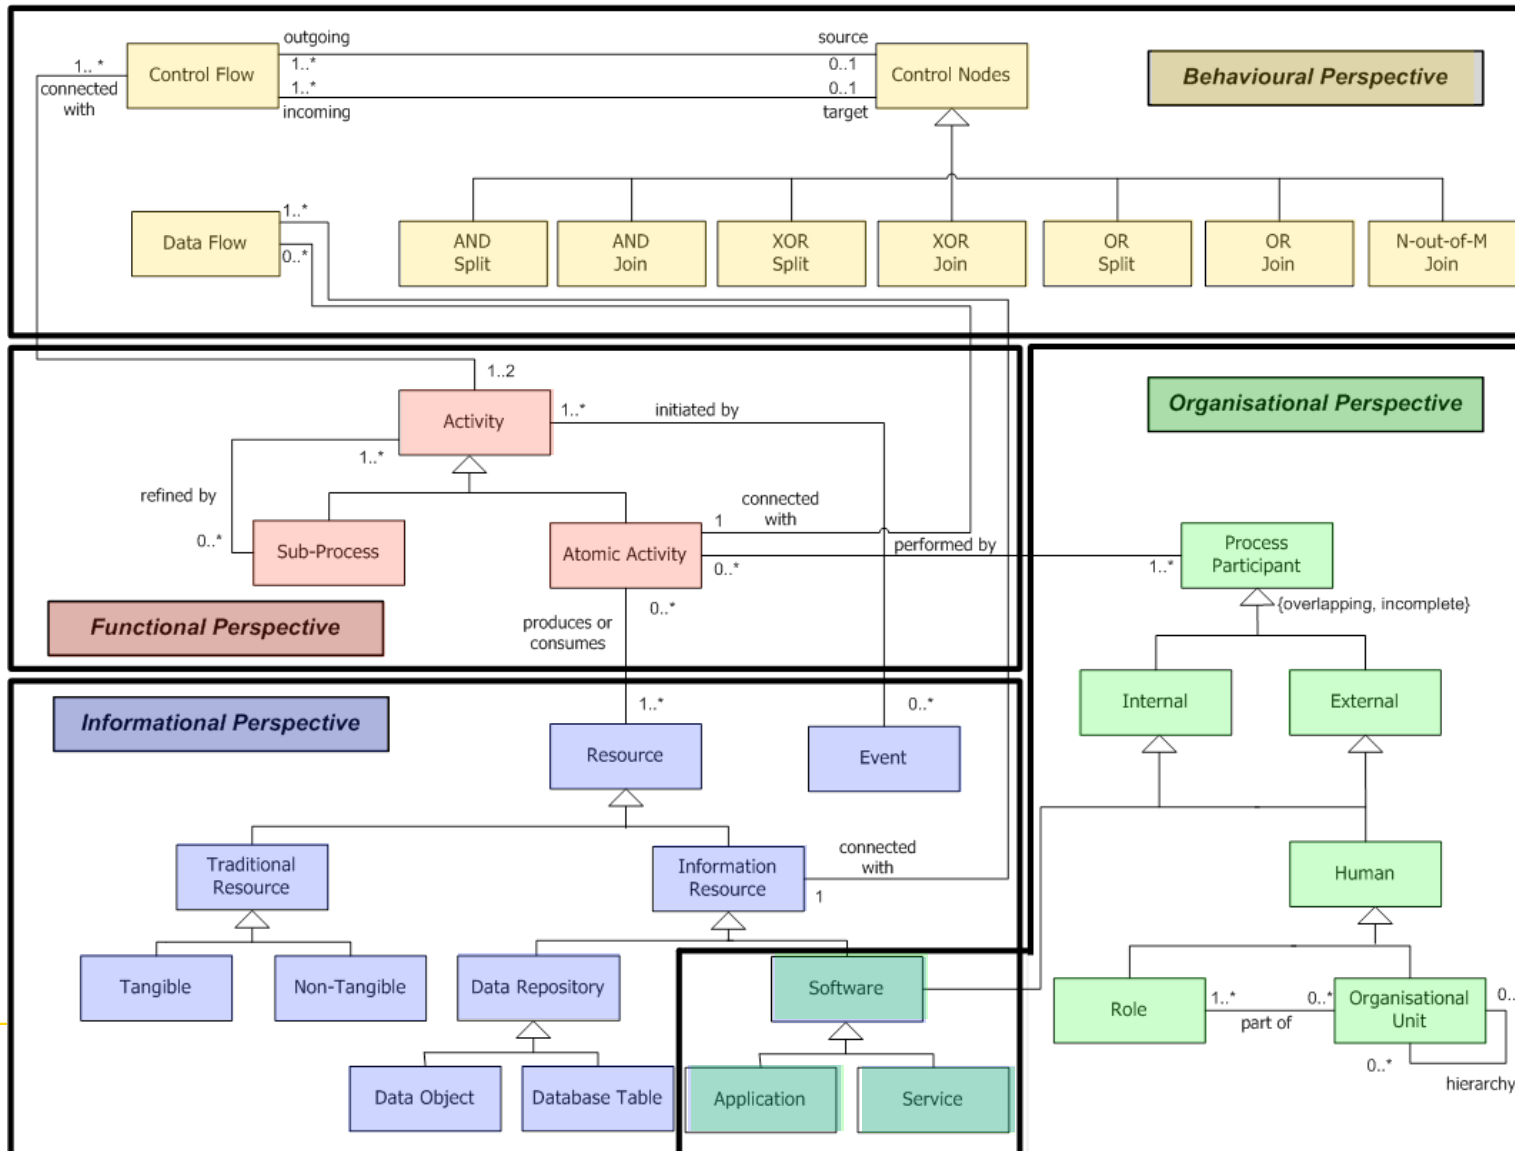 outgoing
source
1..*
0..1
Control Flow
Control Nodes
1.. *
connected
with
1..*
0..1
incoming
target
Behavioural Perspective
Data Flow
1..*
0..*
AND
Split
AND
Join
XOR
Split
XOR
Join
OR
Split
OR
Join
N-out-of-M
Join
1..2
Activity
1..*
initiated by
1..*
refined by
0..*
Sub-Process
Atomic Activity
connected
with
1
performed by
0..*
1..*
0..*
produces or
consumes
Functional Perspective
Organisational Perspective
Process
Participant
{overlapping, incomplete}
Internal
External
Informational Perspective
1..*
0..*
Resource
Event
Traditional
Resource
Information
Resource
connected
with
1
Human
Tangible
Non-Tangible
Data Repository
Software
Role
1..*
0..*
part of
Organisational
Unit
0..
0..*
hierarchy
Data Object
Database Table
Application
Service